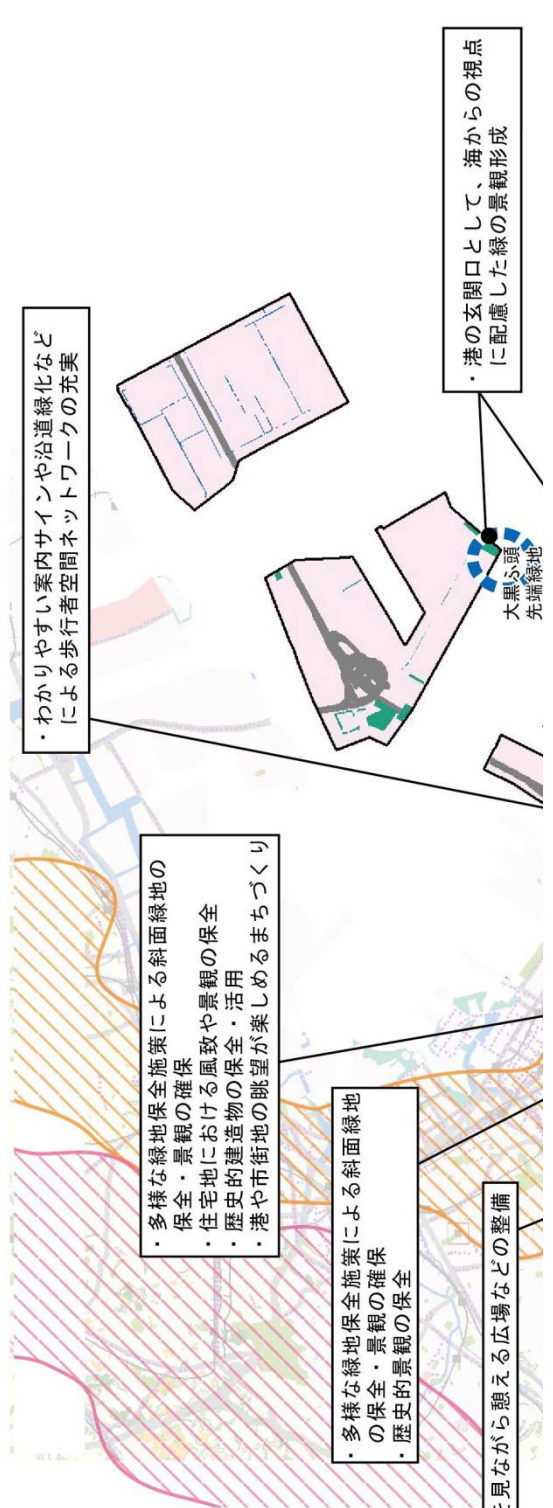 ・わかりやすい案内サインや沿道緑化など
による歩行者空間ネットワークの充実
・港の玄関口として、海からの視点
に配慮した緑の景観形成
大黒ふ頭
先端緑地
・多様な緑地保全施策による斜面緑地の
保全・景観の確保
・住宅地における風致や景観の保全
・歴史的建造物の保全・活用
・港や市街地の眺望が楽しめるまちづくり
・多様な緑地保全施策による斜面緑地
の保全・景観の確保
・歴史的景観の保全
見ながら憩える広場などの整備